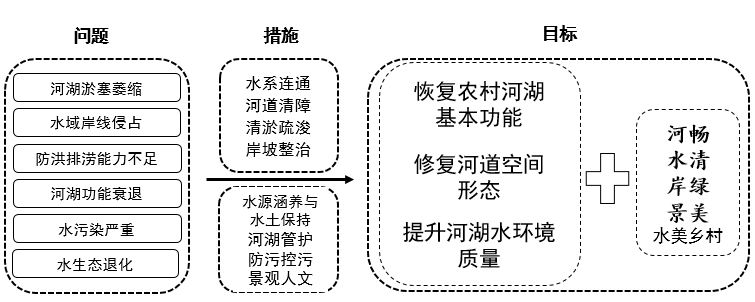 问题
河湖淤塞萎缩
水域岸线侵占
防洪排涝能力不足
河湖功能衰退
水污染严重
水生态退化
措施
水系连通
河道清障
清淤疏浚
岸坡整治
水源涵养与
水土保持
河湖管护
防污控污
景观人文
目标
恢复农村河湖
基本功能
修复河道空间
形态
提升河湖水环境
质量
河畅
水清
岸绿
景美
水美乡村